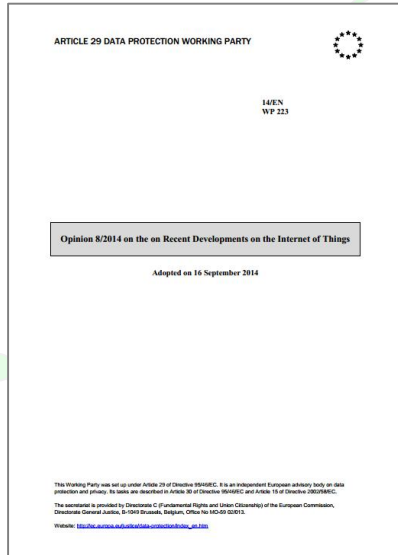 ARTICLE 29 DATA PROTECTION WORKING PARTY
14/EN
WP 223
Opinion 8/2014 on the on Recent Developments on the Internet of Things
Adopted on 16 September 2014
This Working Party was set up under Article 29 of Directive 95/46/EC. It is an independent European advisory body on data
protection and privacy. Its tasks are described in Article 30 of Directive 95/46/EC and Article 15 of Directive 2002/58/EC.
The secretariat is provided by Directorate C (Fundamental Rights and Union Citizenship) of the European Commission,
Directorate General Justice, B-1049 Brussels, Belgium, Office No MO-59 02/013.
Website: http://ec.europa.eu/justice/data-protection/index_en.htm